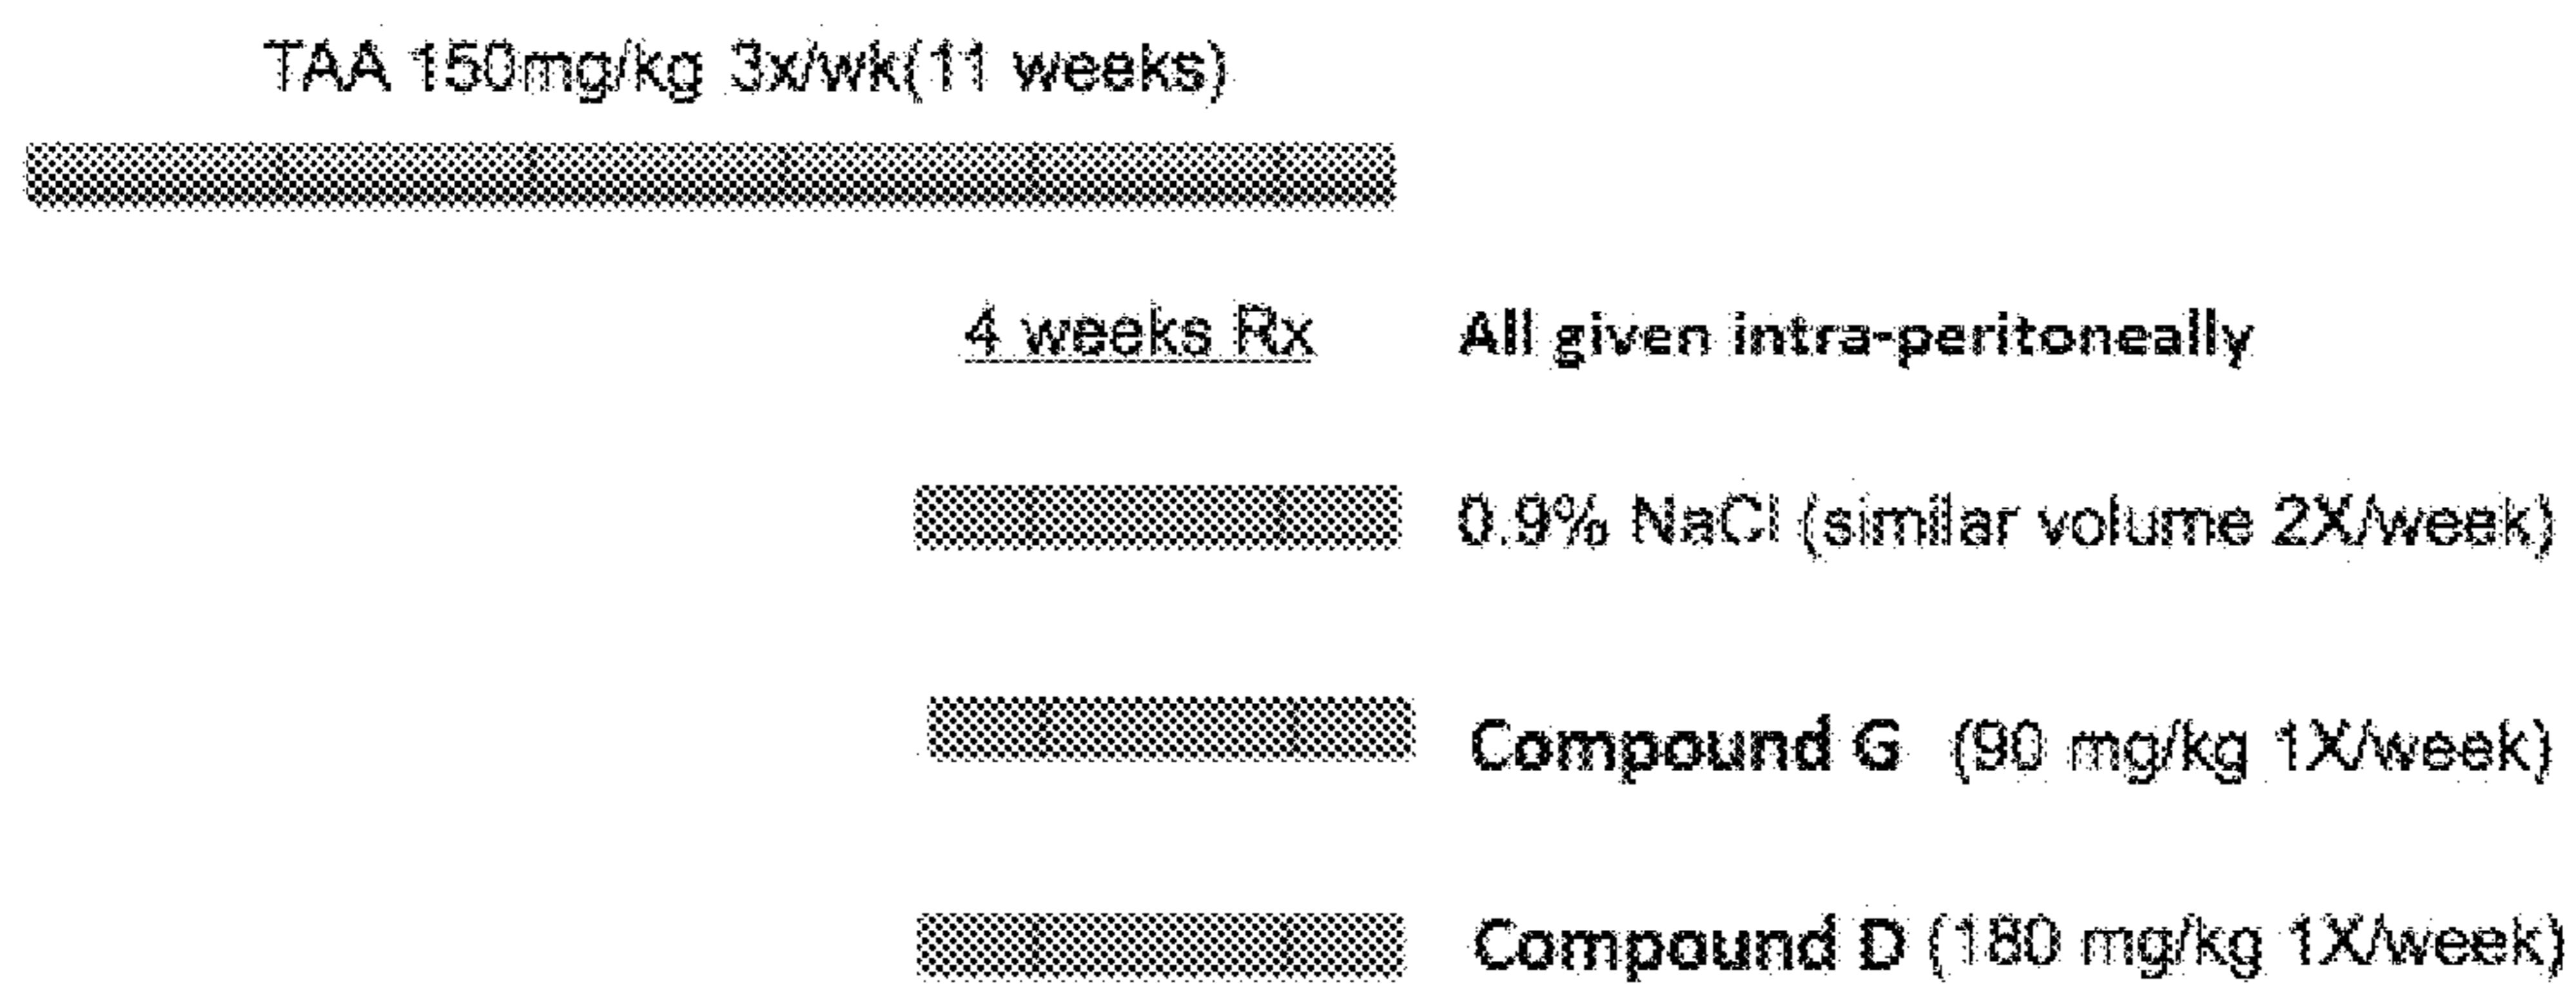 TAA 150mg/kg 3x/wk(11 weeks)
4 weeks Rx
All given intra-peritoneally
0.9% NaCl (similar volume 2X/week)
Compound G (90 mg/kg 1X/week)
Compound D (180 mg/kg 1X/week)